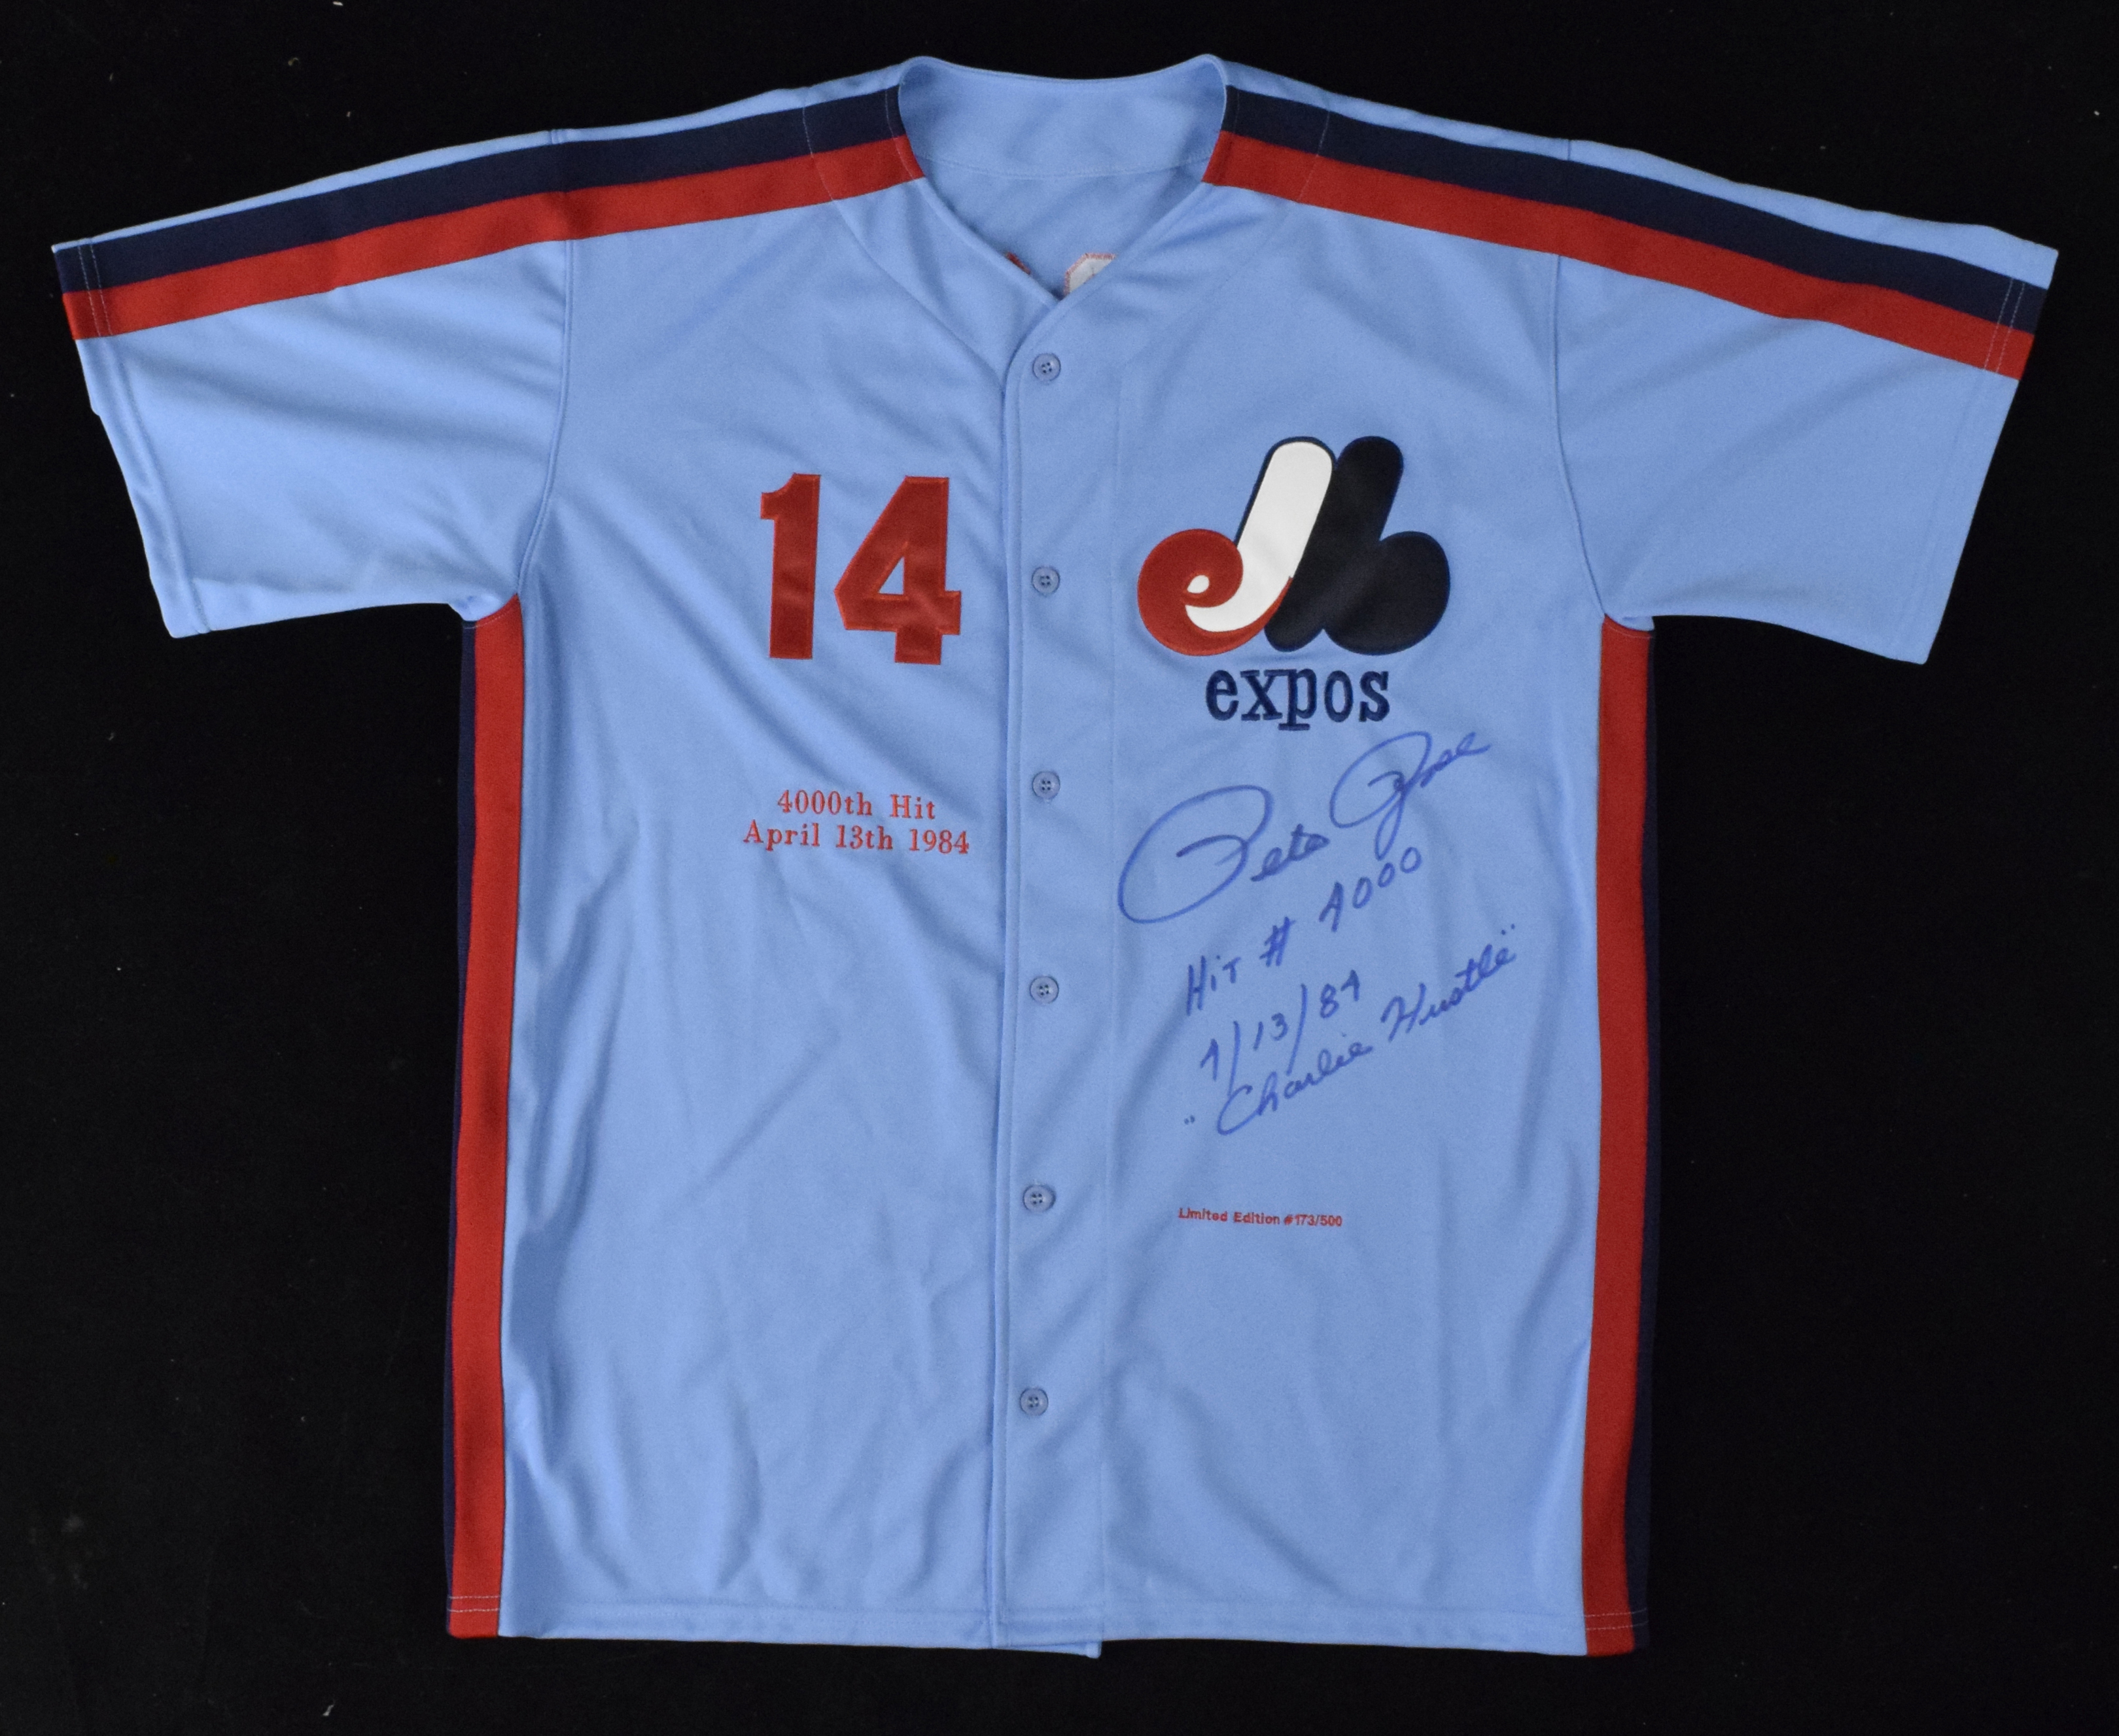 14
expos
4000th Hit
April 13th 1984
Pete Rose
Hit # 4000
4/13/84
"Charlie Hustle"
Limited Edition #173/500